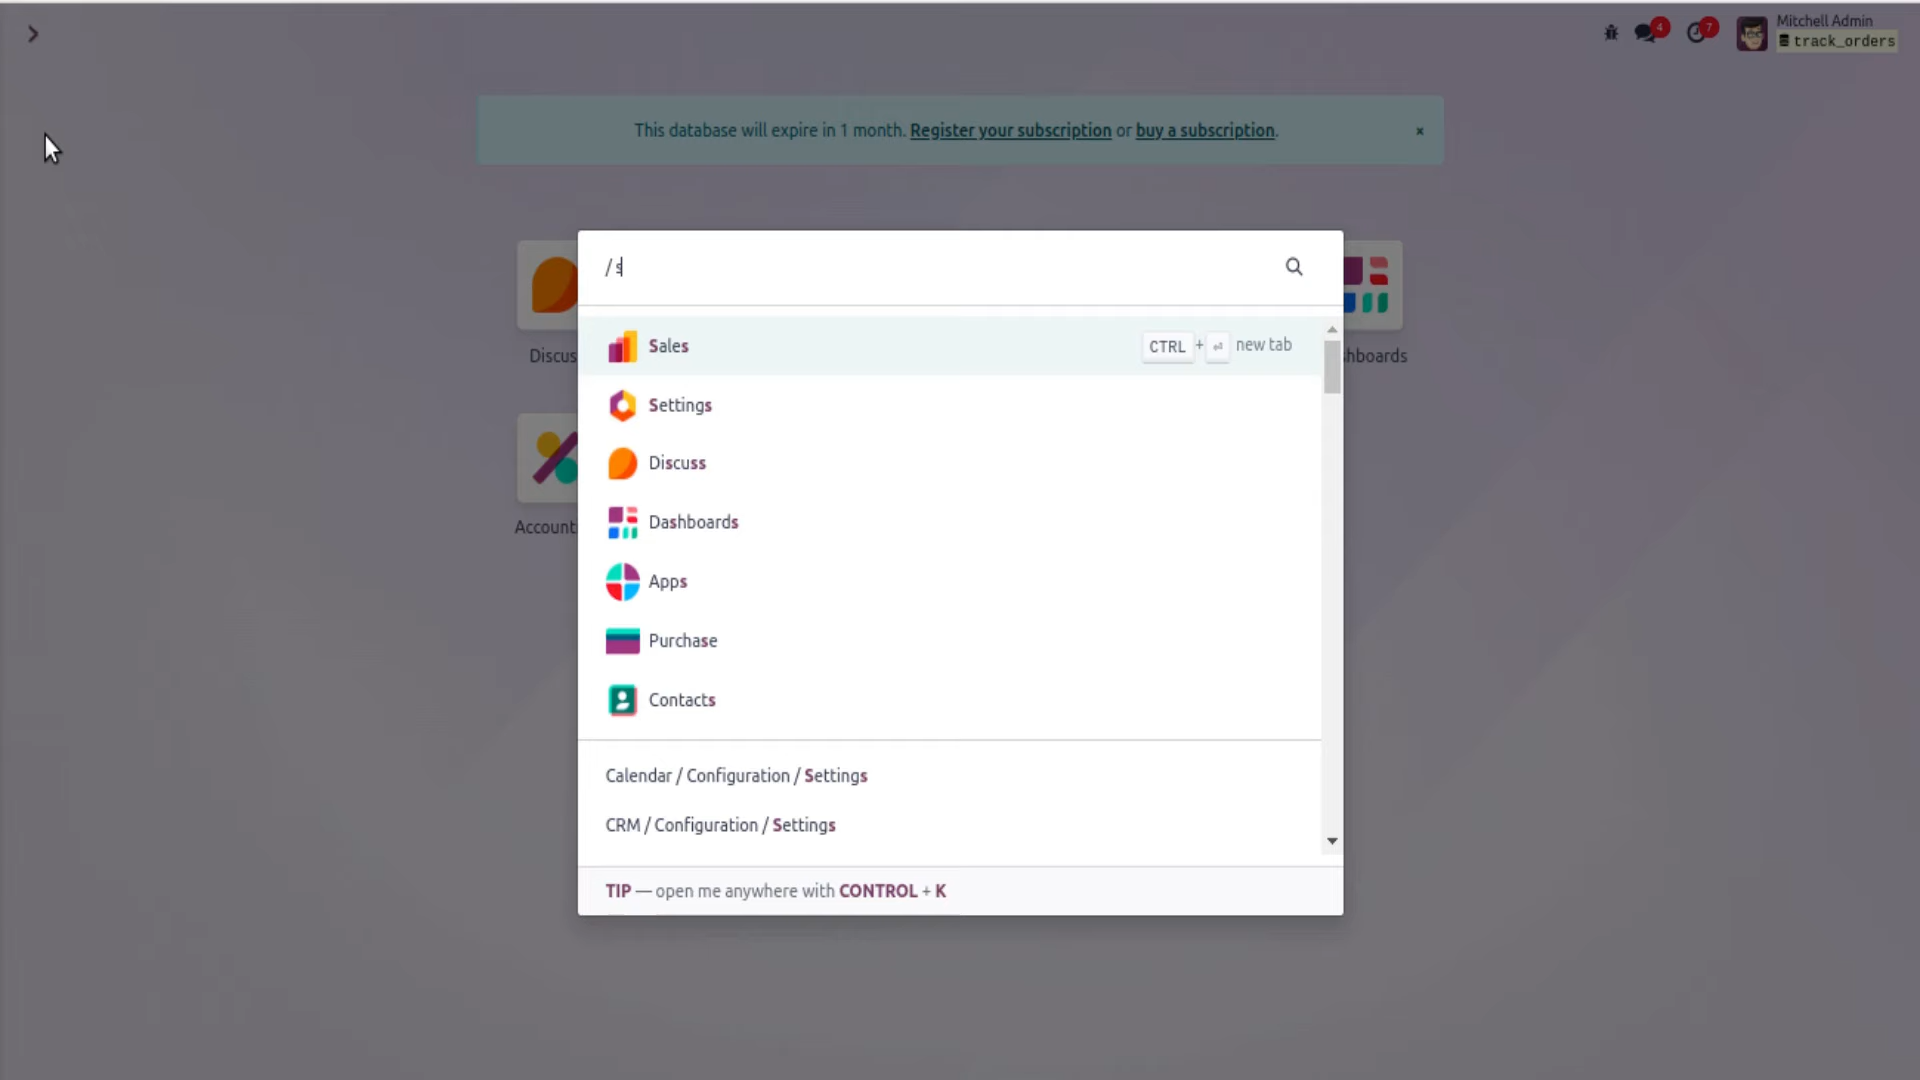 Mitchell Admin
4
7
track_orders
This database will expire in 1 month. Register your subscription or buy a subscription.
×
/ s
Discus
hboards
Account
Sales
CTRL + ⏎ new tab
Settings
Discuss
Dashboards
Apps
Purchase
Contacts
Calendar / Configuration / Settings
CRM / Configuration / Settings
TIP — open me anywhere with CONTROL + K